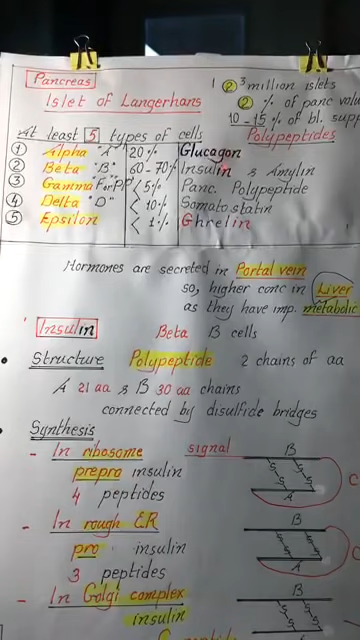 Pancreas
1 ② 3 million islets
Islet of Langerhans
② % of panc volu
10 - 15 % of bl. supp
At least 5 types of cells
Polypeptides
① Alpha "A" 20 % Glucagon
② Beta "B" 60 - 70% Insulin & Amylin
③ Gamma "F or PP" < 5% Panc. Polypeptide
④ Delta "D" < 10% Somatostatin
⑤ Epsilon < 1% Ghrelin
Hormones are secreted in Portal vein
so, higher conc in Liver
as they have imp. metabolic
Insulin Beta B cells
• Structure Polypeptide 2 chains of aa
A 21 aa & B 30 aa chains
connected by disulfide bridges
• Synthesis
- In ribosome signal B
prepro insulin S S S S C
4 peptides A
- In rough ER B
pro insulin S S S S C
3 peptides A
- In Golgi complex B
insulin